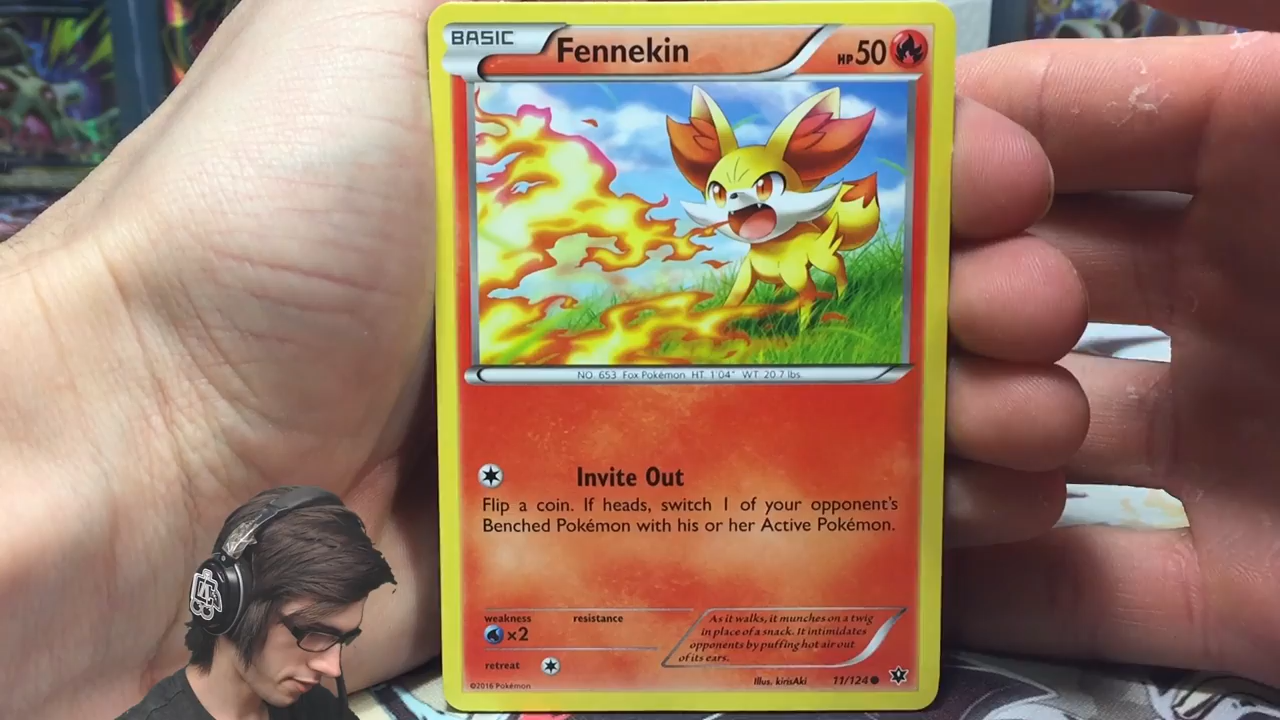 BASIC Fennekin HP 50
NO. 653 Fox Pokémon HT: 1'04" WT: 20.7 lbs.
Invite Out
Flip a coin. If heads, switch 1 of your opponent's
Benched Pokémon with his or her Active Pokémon.
weakness resistance
×2
retreat
As it walks, it munches on a twig
in place of a snack. It intimidates
opponents by puffing hot air out
of its ears.
©2016 Pokémon Illus. kirisAki 11/124